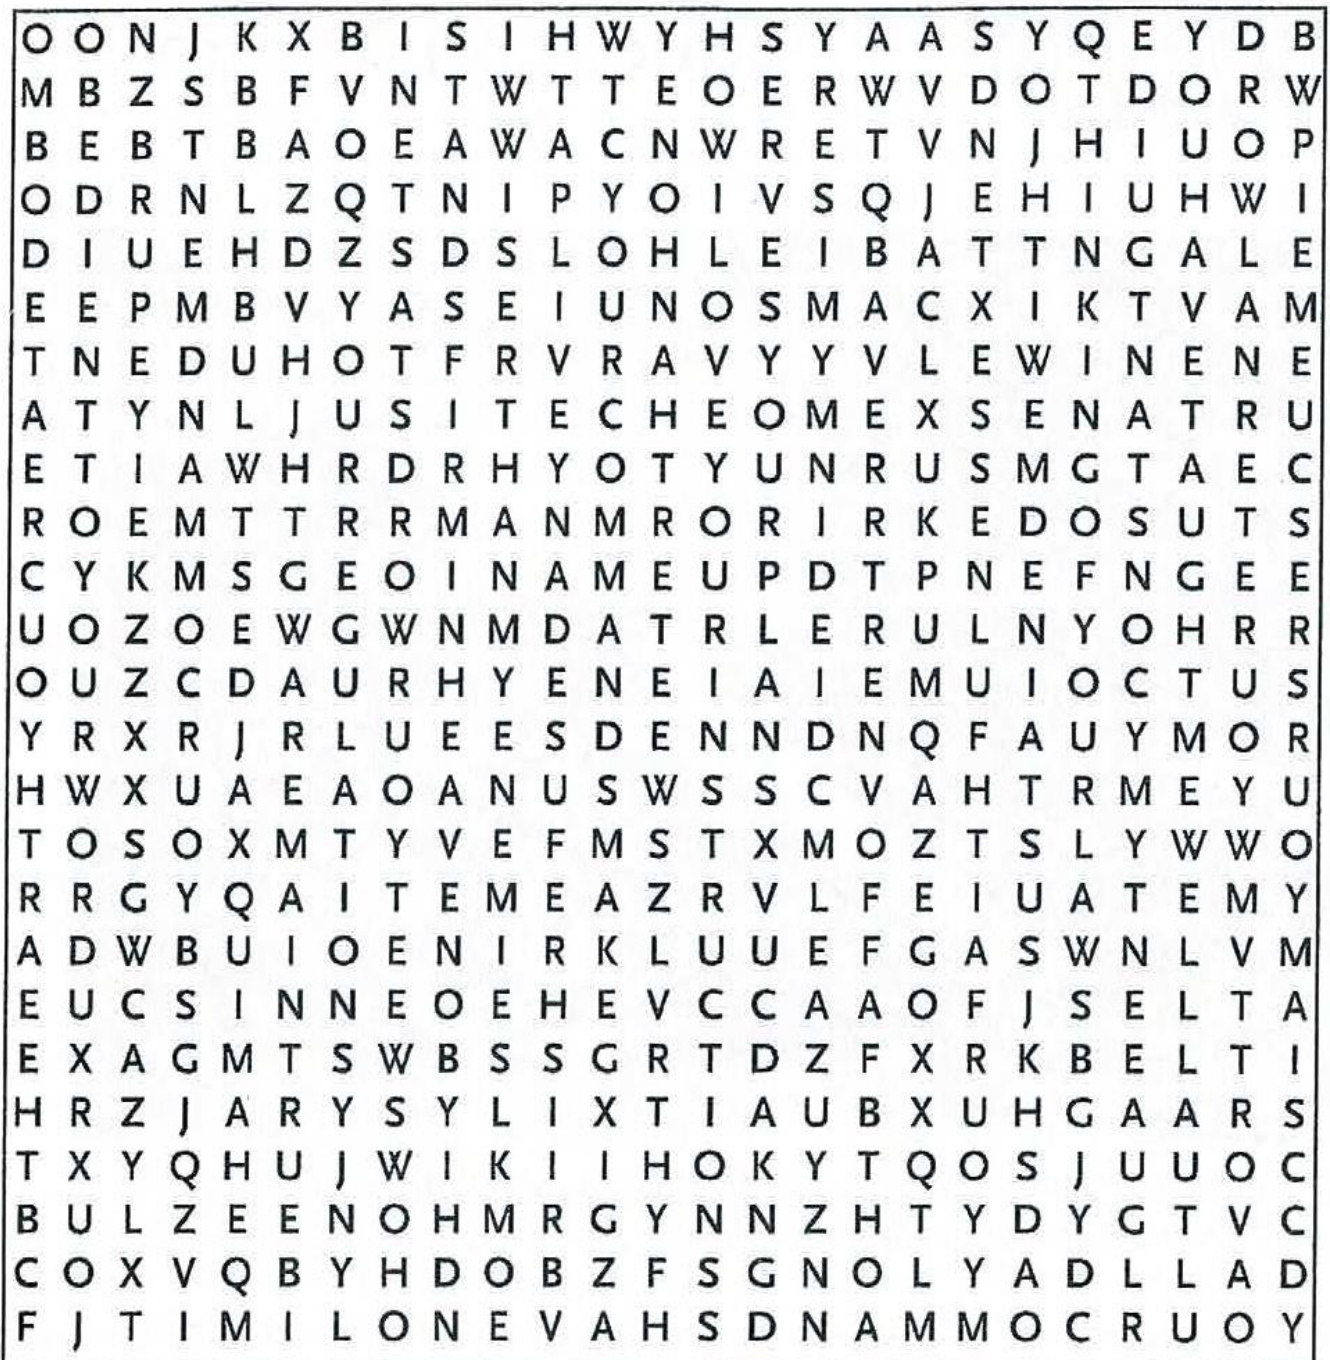 O O N J K X B I S I H W Y H S Y A A S Y Q E Y D B
M B Z S B F V N T W T T E O E R W V D O T D O R W
B E B T B A O E A W A C N W R E T V N J H I U O P
O D R N L Z Q T N I P Y O I V S Q J E H I U H W I
D I U E H D Z S D S L O H L E I B A T T N G A L E
E E P M B V Y A S E I U N O S M A C X I K T V A M
T N E D U H O T F R V R A V Y Y V L E W I N E N E
A T Y N L J U S I T E C H E O M E X S E N A T R U
E T I A W H R D R H Y O T Y U N R U S M G T A E C
R O E M T T R R M A N M R O R I R K E D O S U T S
C Y K M S G E O I N A M E U P D T P N E F N G E E
U O Z O E W G W N M D A T R L E R U L N Y O H R R
O U Z C D A U R H Y E N E I A I E M U I O C T U S
Y R X R J R L U E E S D E N N D N Q F A U Y M O R
H W X U A E A O A N U S W S S C V A H T R M E Y U
T O S O X M T Y V E F M S T X M O Z T S L Y W W O
R R G Y Q A I T E M E A Z R V L F E I U A T E M Y
A D W B U I O E N I R K L U U E F G A S W N L V M
E U C S I N N E O E H E V C C A A O F J S E L T A
E X A G M T S W B S S G R T D Z F X R K B E L T I
H R Z J A R Y S Y L I X T I A U B X U H G A A R S
T X Y Q H U J W I K I I H O K Y T Q O S J U U O C
B U L Z E E N O H M R G Y N N Z H T Y D Y G T V C
C O X V Q B Y H D O B Z F S G N O L Y A D L L A D
F J T I M I L O N E V A H S D N A M M O C R U O Y